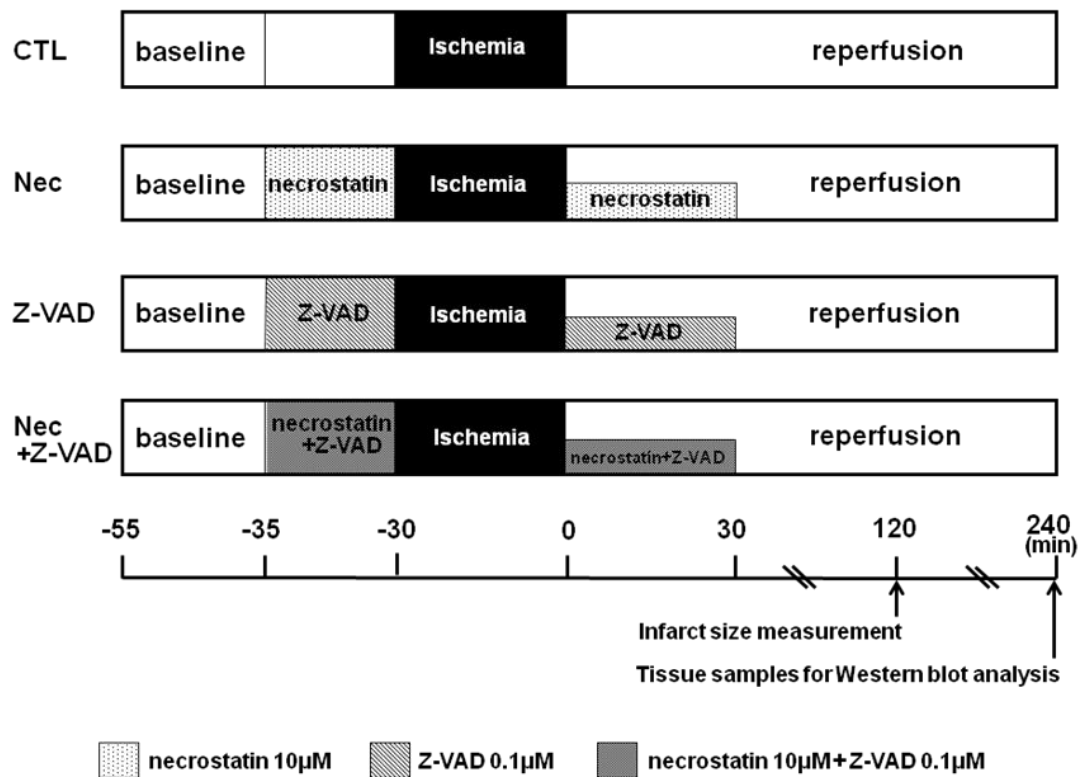 CTL baseline Ischemia reperfusion
Nec baseline necrostatin Ischemia necrostatin reperfusion
Z-VAD baseline Z-VAD Ischemia Z-VAD reperfusion
Nec
+Z-VAD baseline necrostatin
+Z-VAD Ischemia necrostatin+Z-VAD reperfusion
-55 -35 -30 0 30 120 240
(min)
Infarct size measurement
Tissue samples for Western blot analysis
necrostatin 10μM Z-VAD 0.1μM necrostatin 10μM+Z-VAD 0.1μM